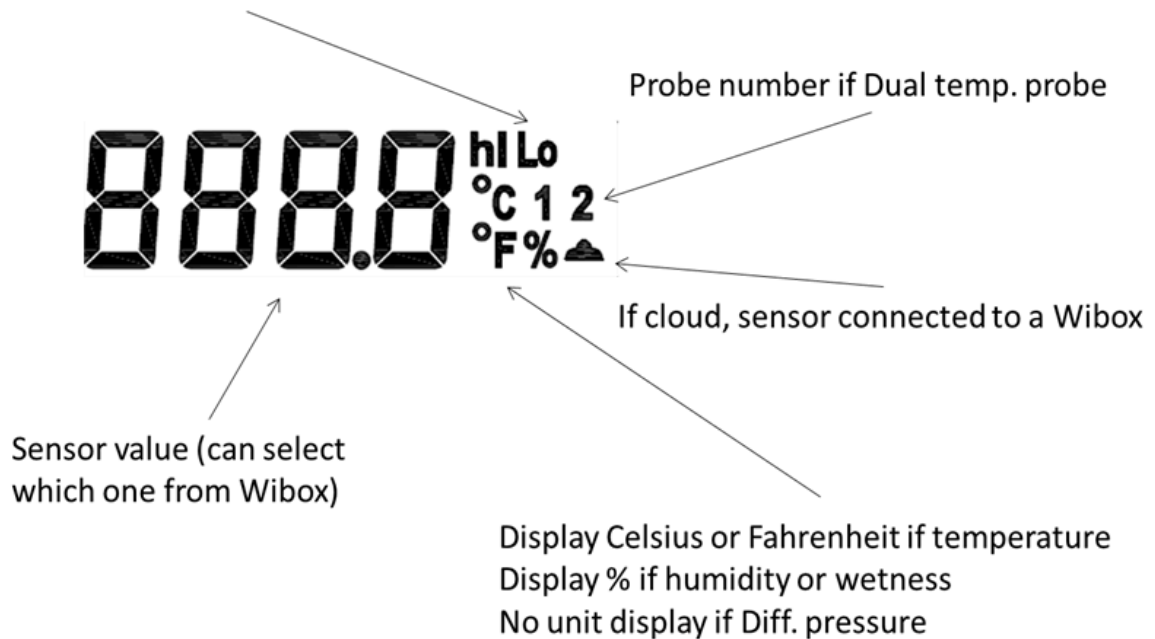 Probe number if Dual temp. probe
888.8 hI Lo
°C 1 2
°F %
If cloud, sensor connected to a Wibox
Sensor value (can select
which one from Wibox)
Display Celsius or Fahrenheit if temperature
Display % if humidity or wetness
No unit display if Diff. pressure